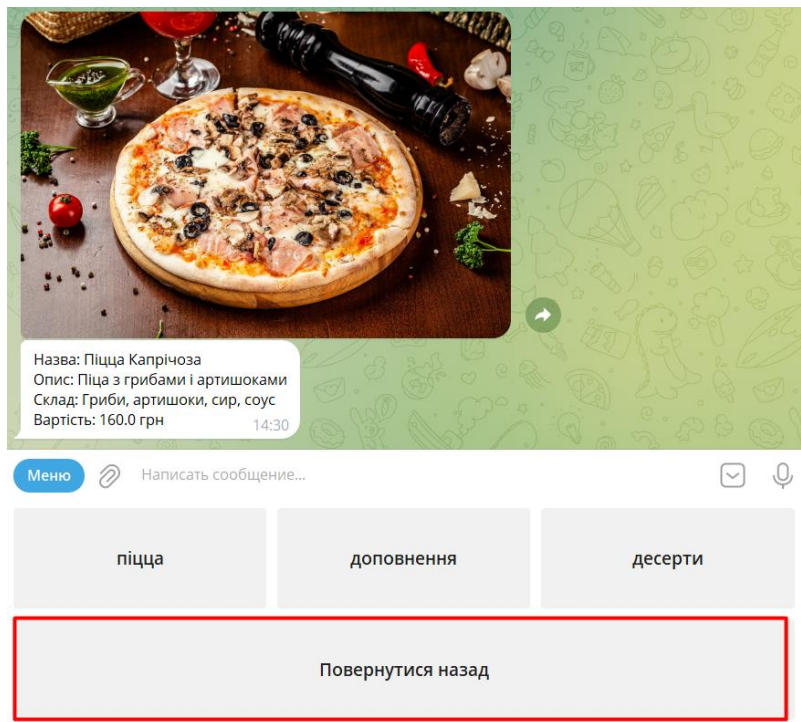 Назва: Піцца Капрічоза
Опис: Піца з грибами і артишоками
Склад: Гриби, артишоки, сир, соус
Вартість: 160.0 грн
14:30
Меню
Написать сообщение...
піцца
доповнення
десерти
Повернутися назад